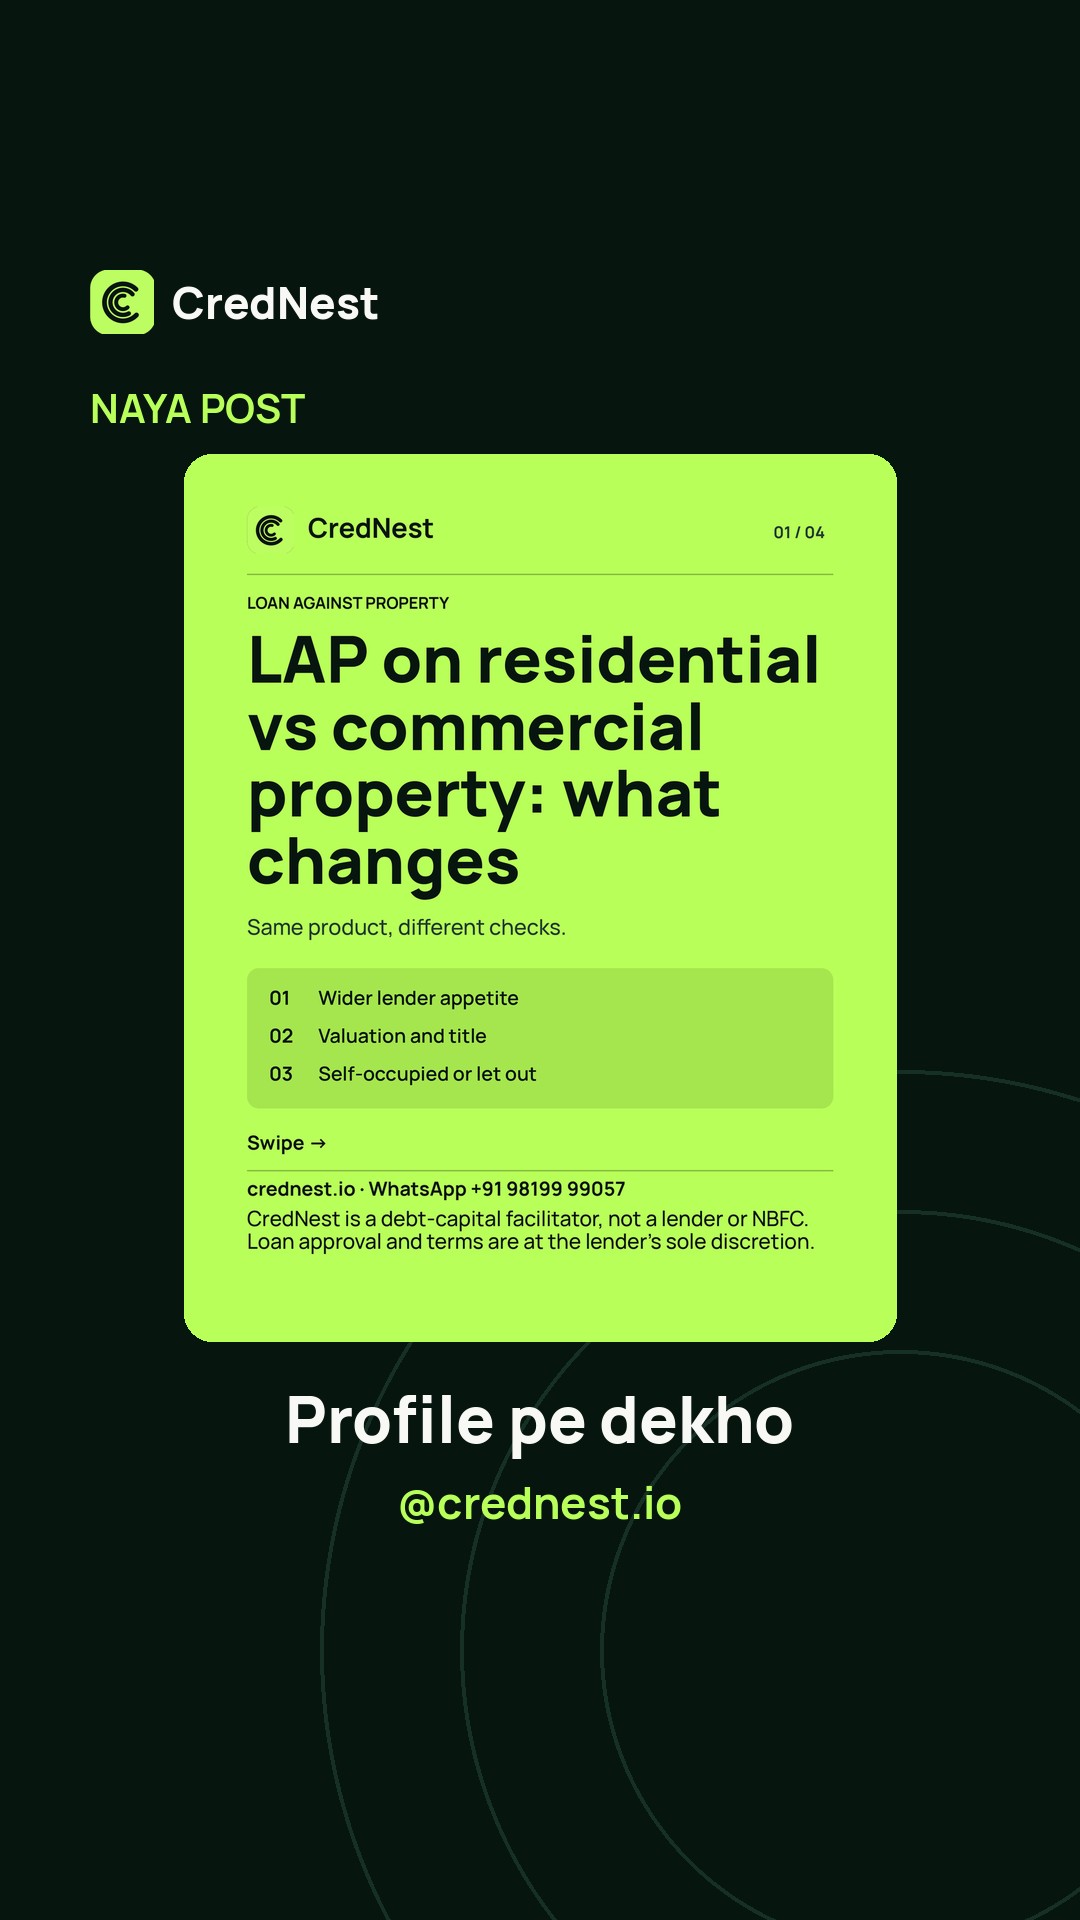 CredNest
NAYA POST
CredNest
01 / 04
LOAN AGAINST PROPERTY
LAP on residential
vs commercial
property: what
changes
Same product, different checks.
01 Wider lender appetite
02 Valuation and title
03 Self-occupied or let out
Swipe →
crednest.io · WhatsApp +91 98199 99057
CredNest is a debt-capital facilitator, not a lender or NBFC.
Loan approval and terms are at the lender’s sole discretion.
Profile pe dekho
@crednest.io